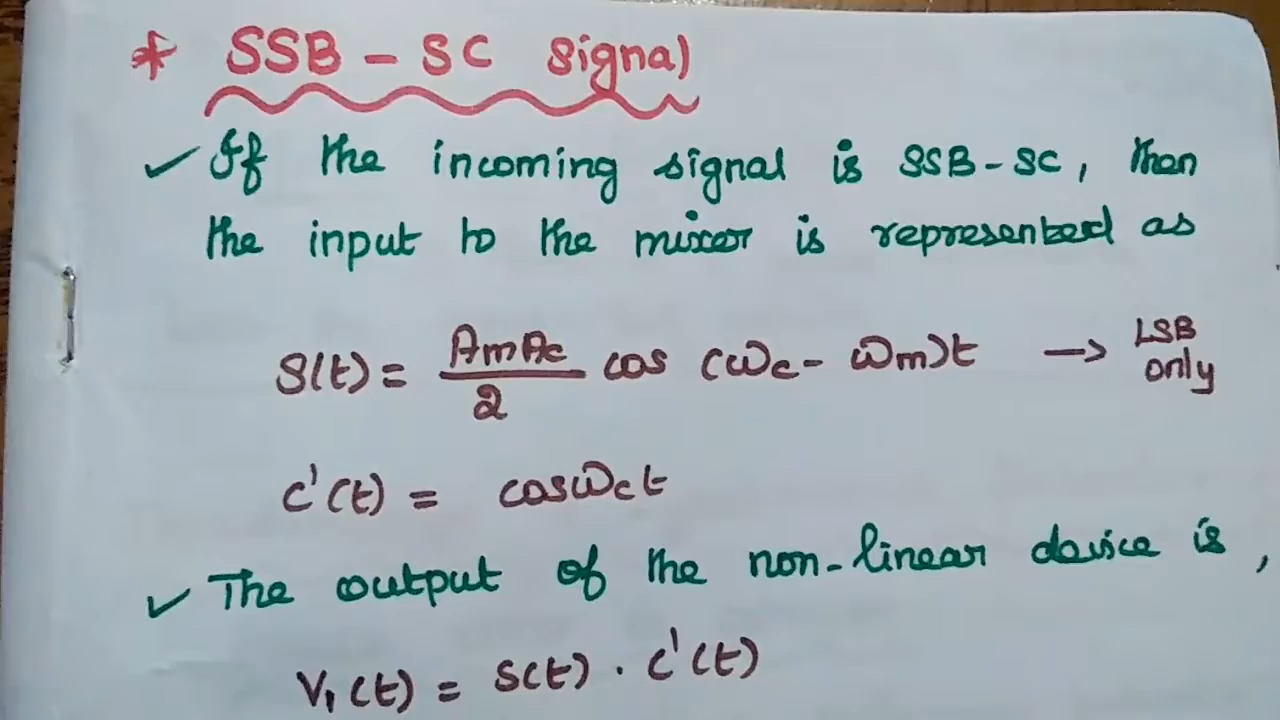 * SSB - SC Signal
✓ If the incoming signal is SSB - SC, then
the input to the mixer is represented as
S(t) = AmAc/2 cos (ωc - ωm)t → LSB only
c'(t) = cosωct
✓ The output of the non-linear device is,
V1(t) = S(t) . c'(t)